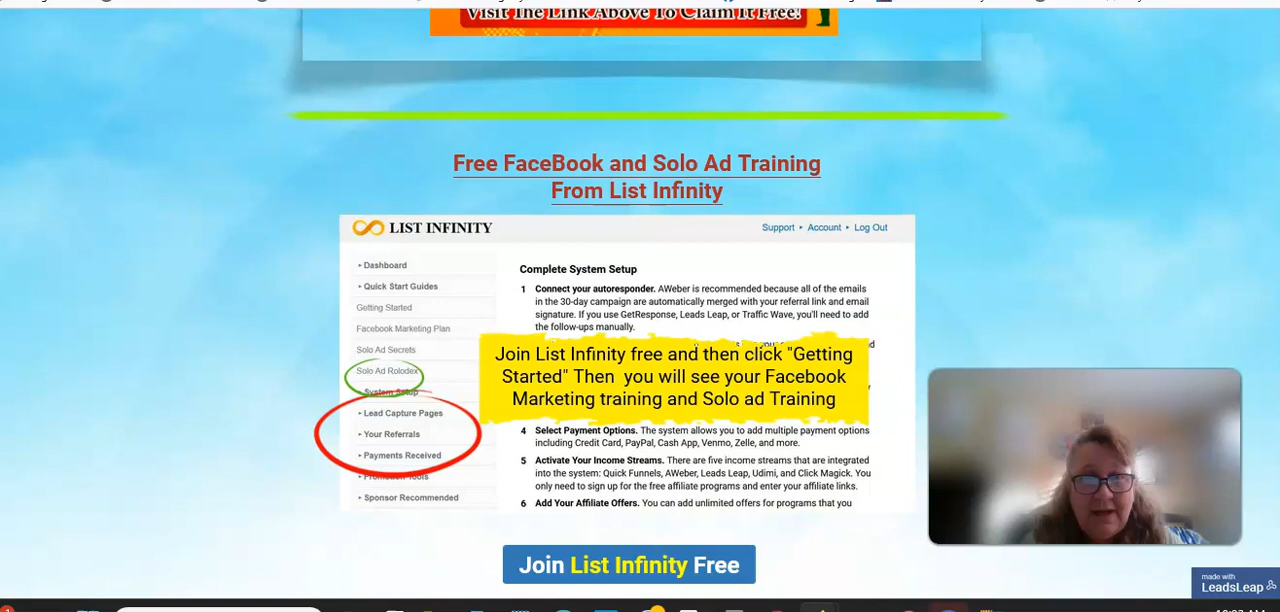 Visit The Link Above To Claim It Free!
Free FaceBook and Solo Ad Training
From List Infinity
LIST INFINITY
Support ▸ Account ▸ Log Out
▸ Dashboard
▸ Quick Start Guides
Getting Started
Facebook Marketing Plan
Solo Ad Secrets
Solo Ad Rolodex
▸ System Setup
▸ Lead Capture Pages
▸ Your Referrals
▸ Payments Received
▸ Promotion Tools
▸ Sponsor Recommended
Complete System Setup
1 Connect your autoresponder. AWeber is recommended because all of the emails
in the 30-day campaign are automatically merged with your referral link and email
signature. If you use GetResponse, Leads Leap, or Traffic Wave, you'll need to add
the follow-ups manually.
Join List Infinity free and then click "Getting
Started" Then you will see your Facebook
Marketing training and Solo ad Training
4 Select Payment Options. The system allows you to add multiple payment options
including Credit Card, PayPal, Cash App, Venmo, Zelle, and more.
5 Activate Your Income Streams. There are five income streams that are integrated
into the system: Quick Funnels, AWeber, Leads Leap, Udimi, and Click Magick. You
only need to sign up for the free affiliate programs and enter your affiliate links.
6 Add Your Affiliate Offers. You can add unlimited offers for programs that you
Join List Infinity Free
made with
LeadsLeap